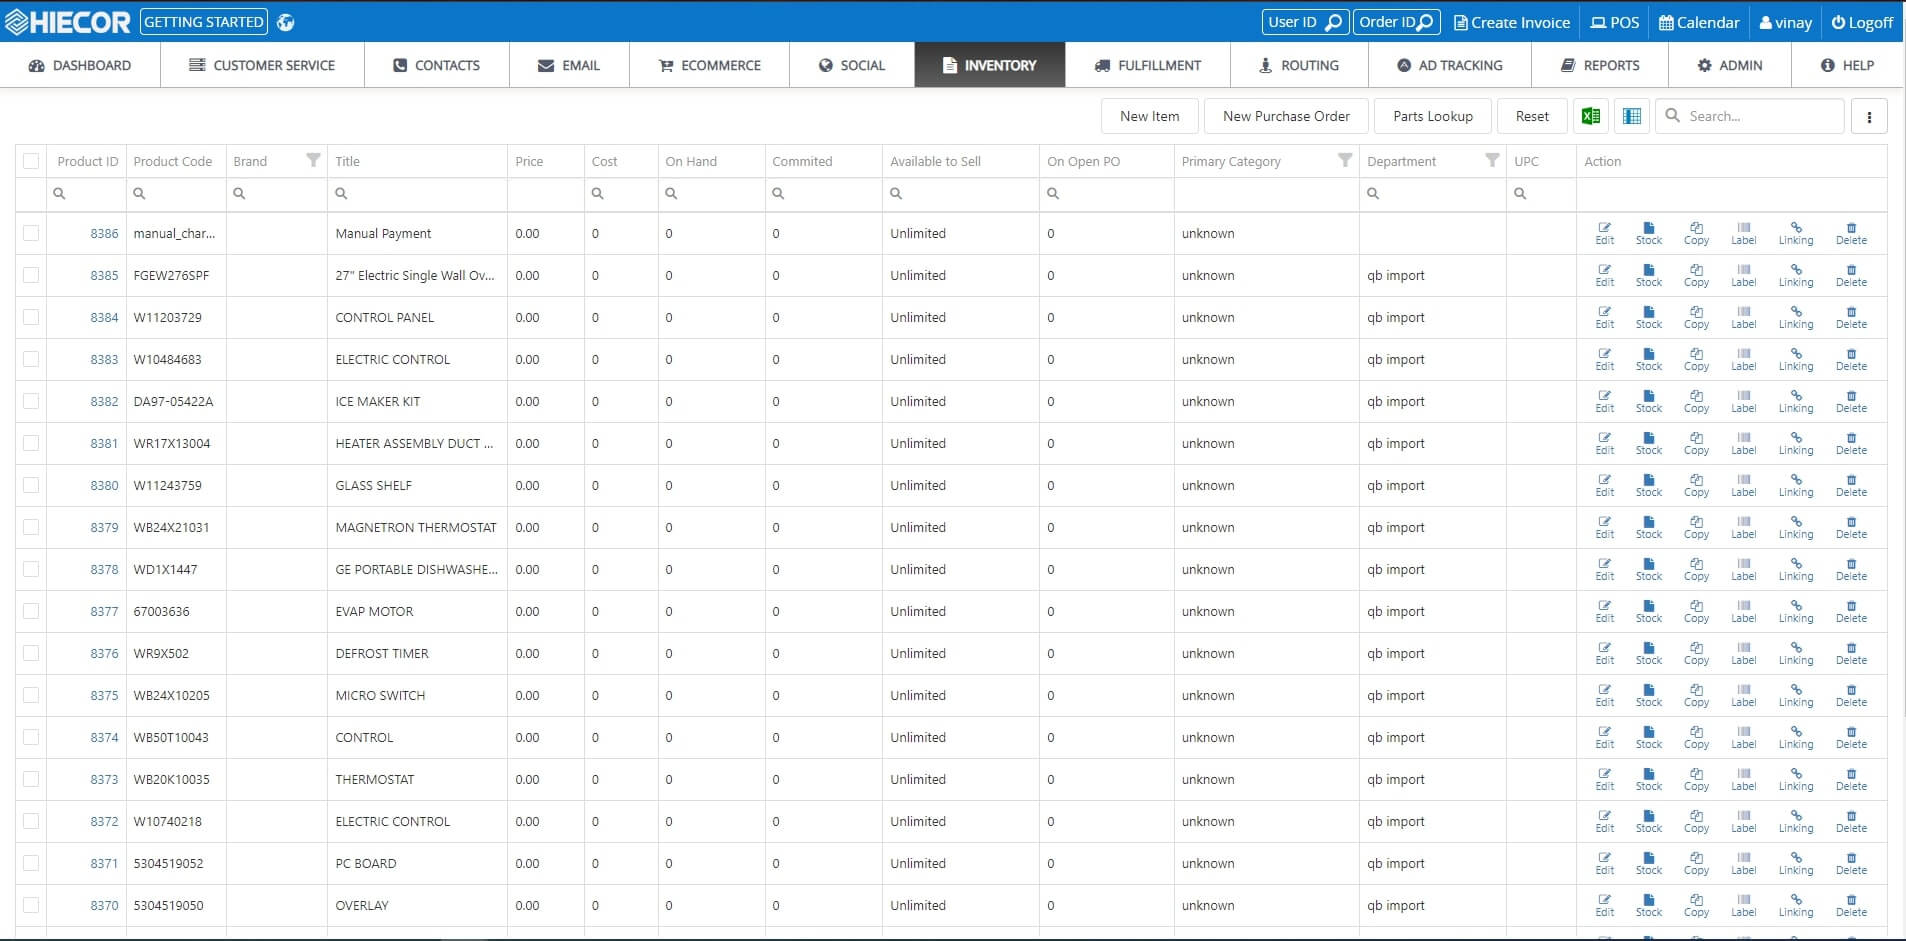 HIECOR GETTING STARTED User ID Order ID Create Invoice POS Calendar vinay Logoff
DASHBOARD CUSTOMER SERVICE CONTACTS EMAIL ECOMMERCE SOCIAL INVENTORY FULFILLMENT ROUTING AD TRACKING REPORTS ADMIN HELP
New Item New Purchase Order Parts Lookup Reset Search...
Product ID Product Code Brand Title Price Cost On Hand Commited Available to Sell On Open PO Primary Category Department UPC Action
8386 manual_char... Manual Payment 0.00 0 0 0 Unlimited 0 unknown Edit Stock Copy Label Linking Delete
8385 FGEW276SPF 27" Electric Single Wall Ov... 0.00 0 0 0 Unlimited 0 unknown qb import Edit Stock Copy Label Linking Delete
8384 W11203729 CONTROL PANEL 0.00 0 0 0 Unlimited 0 unknown qb import Edit Stock Copy Label Linking Delete
8383 W10484683 ELECTRIC CONTROL 0.00 0 0 0 Unlimited 0 unknown qb import Edit Stock Copy Label Linking Delete
8382 DA97-05422A ICE MAKER KIT 0.00 0 0 0 Unlimited 0 unknown qb import Edit Stock Copy Label Linking Delete
8381 WR17X13004 HEATER ASSEMBLY DUCT ... 0.00 0 0 0 Unlimited 0 unknown qb import Edit Stock Copy Label Linking Delete
8380 W11243759 GLASS SHELF 0.00 0 0 0 Unlimited 0 unknown qb import Edit Stock Copy Label Linking Delete
8379 WB24X21031 MAGNETRON THERMOSTAT 0.00 0 0 0 Unlimited 0 unknown qb import Edit Stock Copy Label Linking Delete
8378 WD1X1447 GE PORTABLE DISHWASHE... 0.00 0 0 0 Unlimited 0 unknown qb import Edit Stock Copy Label Linking Delete
8377 67003636 EVAP MOTOR 0.00 0 0 0 Unlimited 0 unknown qb import Edit Stock Copy Label Linking Delete
8376 WR9X502 DEFROST TIMER 0.00 0 0 0 Unlimited 0 unknown qb import Edit Stock Copy Label Linking Delete
8375 WB24X10205 MICRO SWITCH 0.00 0 0 0 Unlimited 0 unknown qb import Edit Stock Copy Label Linking Delete
8374 WB50T10043 CONTROL 0.00 0 0 0 Unlimited 0 unknown qb import Edit Stock Copy Label Linking Delete
8373 WB20K10035 THERMOSTAT 0.00 0 0 0 Unlimited 0 unknown qb import Edit Stock Copy Label Linking Delete
8372 W10740218 ELECTRIC CONTROL 0.00 0 0 0 Unlimited 0 unknown qb import Edit Stock Copy Label Linking Delete
8371 5304519052 PC BOARD 0.00 0 0 0 Unlimited 0 unknown qb import Edit Stock Copy Label Linking Delete
8370 5304519050 OVERLAY 0.00 0 0 0 Unlimited 0 unknown qb import Edit Stock Copy Label Linking Delete